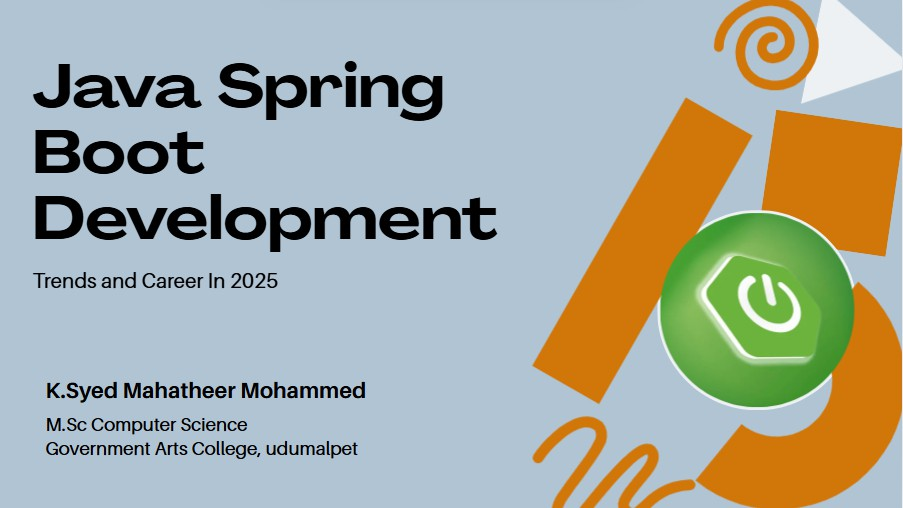 Java Spring
Boot
Development
Trends and Career In 2025
K.Syed Mahatheer Mohammed
M.Sc Computer Science
Government Arts College, udumalpet